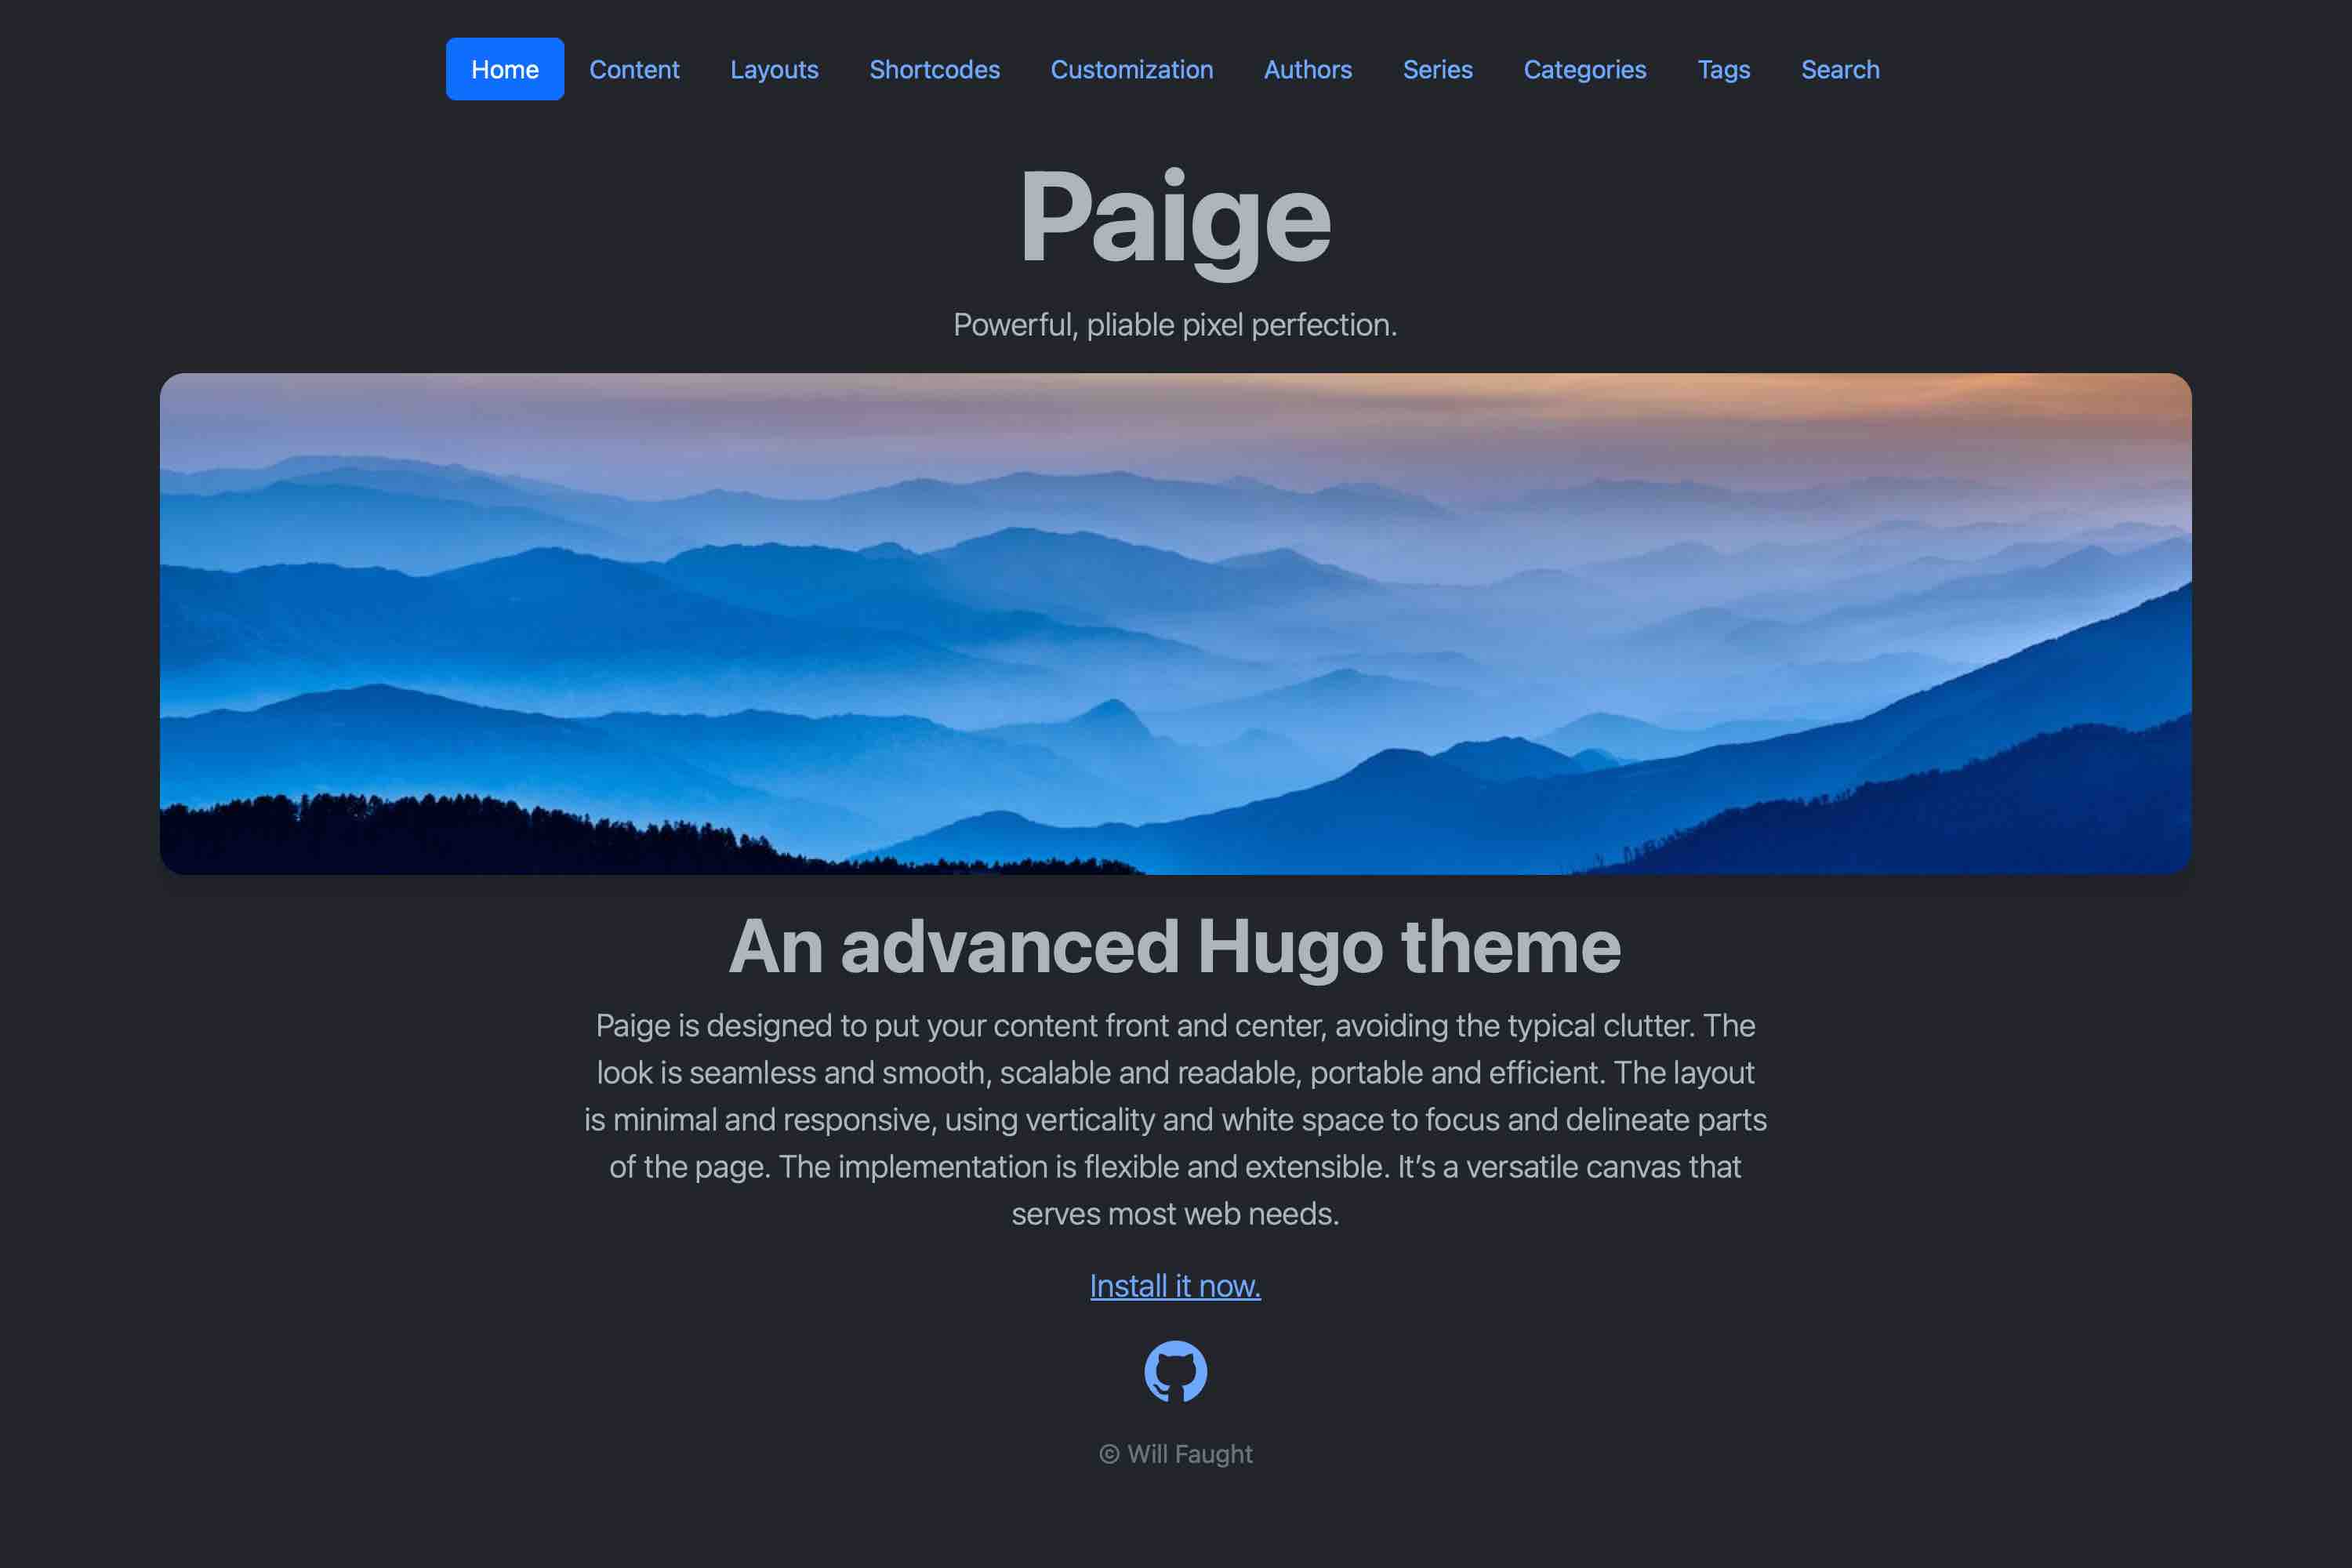 Home Content Layouts Shortcodes Customization Authors Series Categories Tags Search
Paige
Powerful, pliable pixel perfection.
An advanced Hugo theme
Paige is designed to put your content front and center, avoiding the typical clutter. The
look is seamless and smooth, scalable and readable, portable and efficient. The layout
is minimal and responsive, using verticality and white space to focus and delineate parts
of the page. The implementation is flexible and extensible. It’s a versatile canvas that
serves most web needs.
Install it now.
© Will Faught